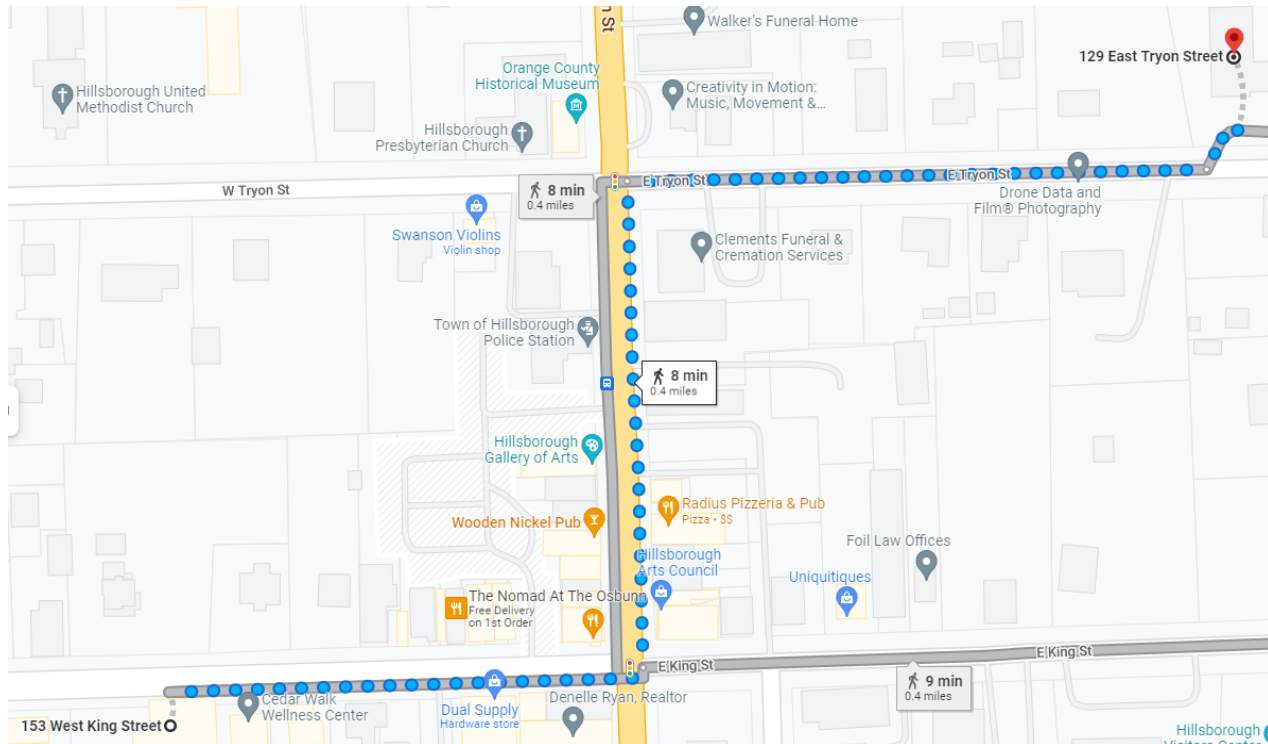 n St
Walker's Funeral Home
129 East Tryon Street
Orange County
Historical Museum
Hillsborough United
Methodist Church
Creativity in Motion:
Music, Movement &...
Hillsborough
Presbyterian Church
E Tryon St
E Tryon St
W Tryon St
8 min
0.4 miles
Drone Data and
Film® Photography
Swanson Violins
Violin shop
Clements Funeral &
Cremation Services
Town of Hillsborough
Police Station
8 min
0.4 miles
Hillsborough
Gallery of Arts
Radius Pizzeria & Pub
Pizza • $$
Wooden Nickel Pub
Foil Law Offices
Hillsborough
Arts Council
Uniquitiques
The Nomad At The Osbunn
Free Delivery
on 1st Order
E King St
E King St
9 min
0.4 miles
Cedar Walk
Wellness Center
Dual Supply
Hardware store
Denelle Ryan, Realtor
153 West King Street
Hillsborough